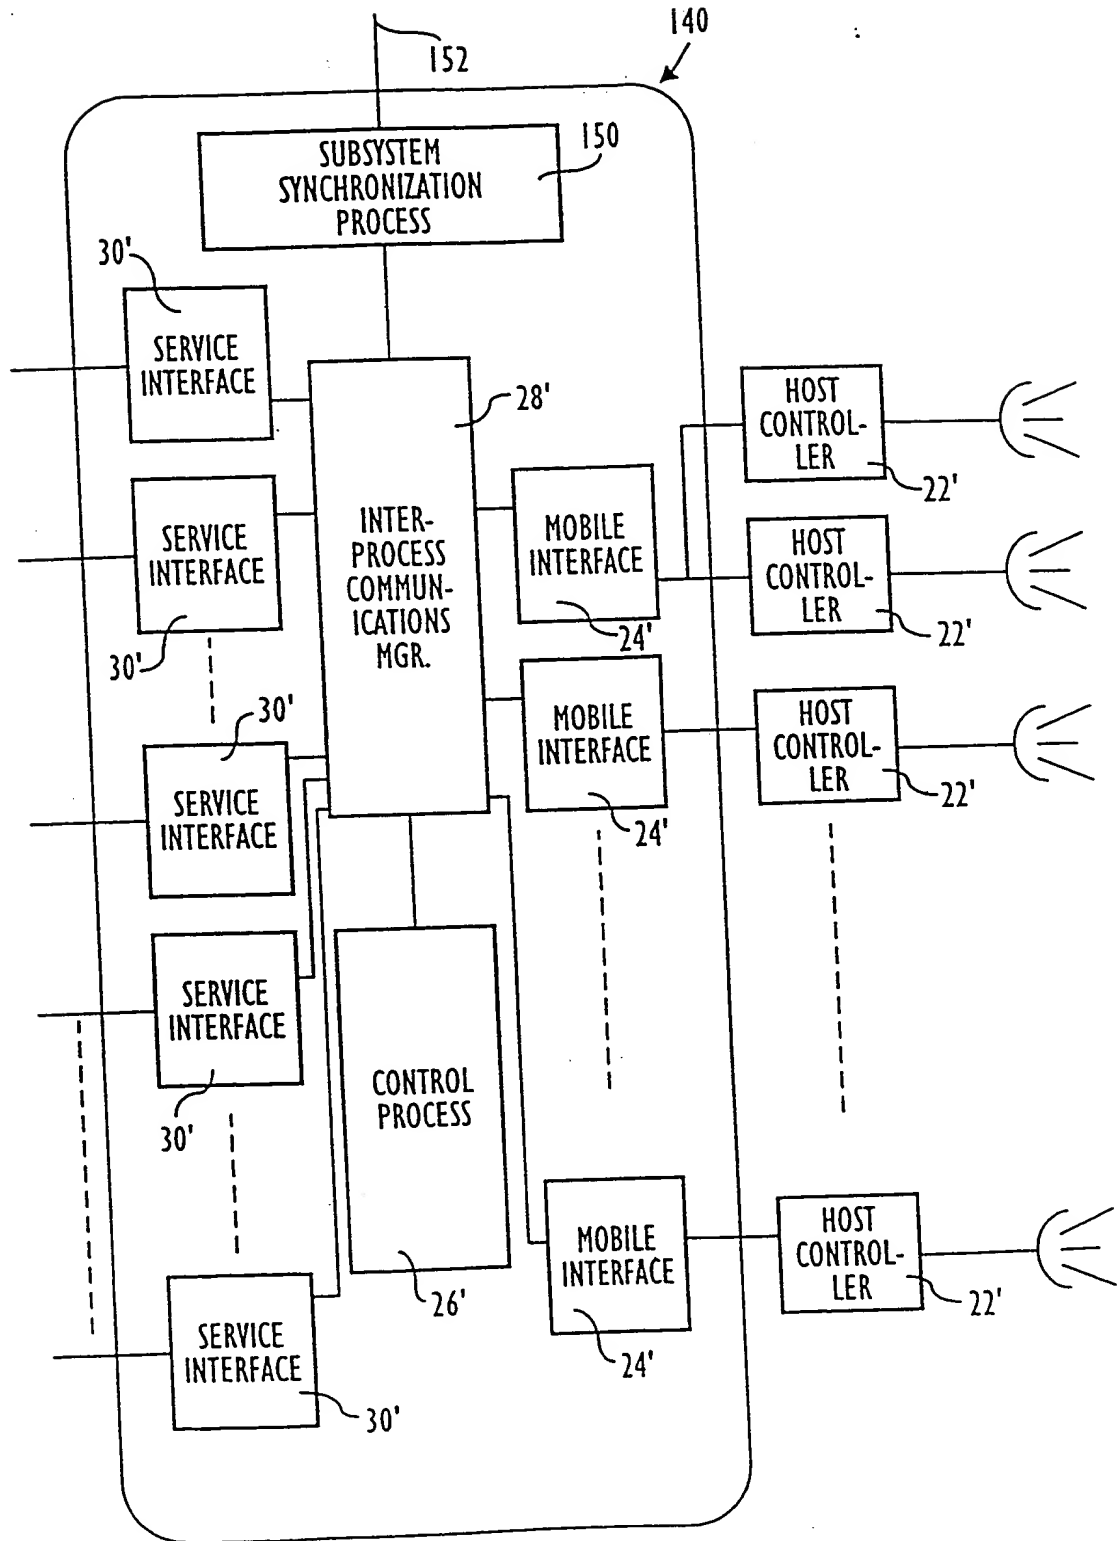 140
152
150
SUBSYSTEM
SYNCHRONIZATION
PROCESS
30'
SERVICE
INTERFACE
28'
HOST
CONTROL-
LER
22'
SERVICE
INTERFACE
30'
INTER-
PROCESS
COMMUN-
ICATIONS
MGR.
MOBILE
INTERFACE
24'
HOST
CONTROL-
LER
22'
30'
SERVICE
INTERFACE
MOBILE
INTERFACE
24'
HOST
CONTROL-
LER
22'
SERVICE
INTERFACE
30'
CONTROL
PROCESS
26'
MOBILE
INTERFACE
24'
HOST
CONTROL-
LER
22'
SERVICE
INTERFACE
30'